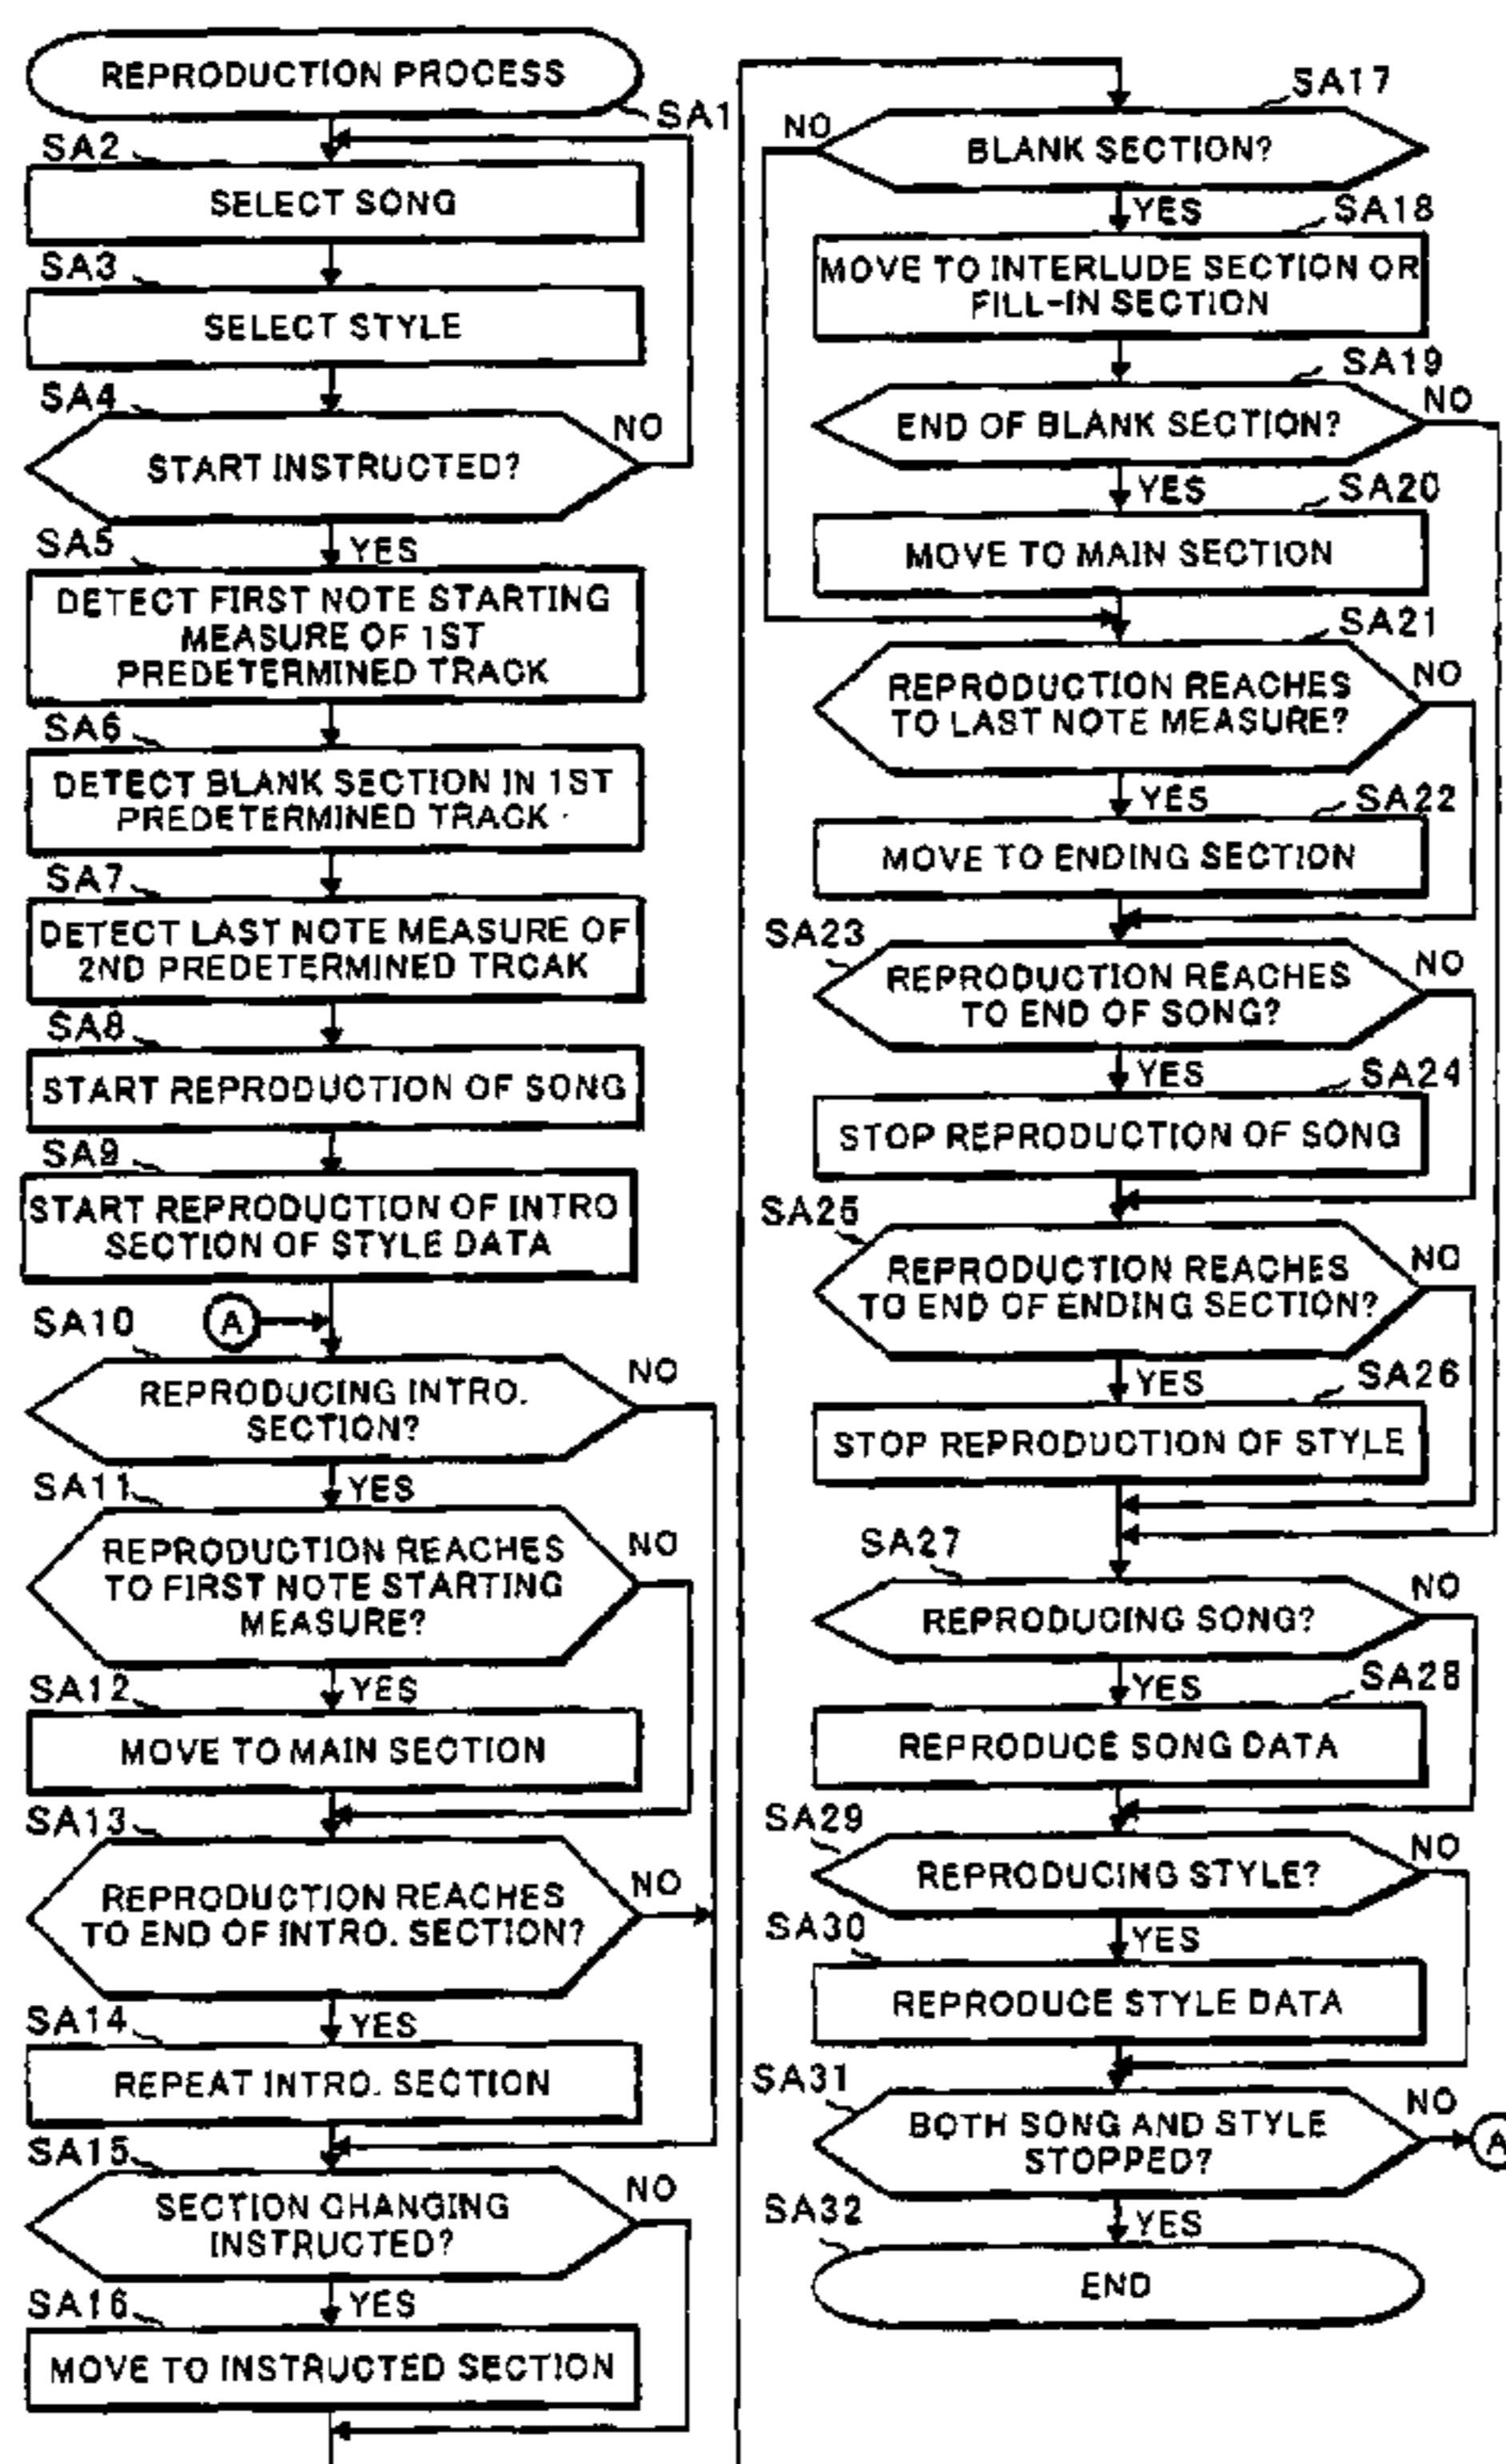 REPRODUCTION PROCESS
SA1
SA2
SELECT SONG
SA3
SELECT STYLE
SA4
START INSTRUCTED?
NO
YES
SA5
DETECT FIRST NOTE STARTING
MEASURE OF 1ST
PREDETERMINED TRACK
SA6
DETECT BLANK SECTION IN 1ST
PREDETERMINED TRACK
SA7
DETECT LAST NOTE MEASURE OF
2ND PREDETERMINED TRCAK
SA8
START REPRODUCTION OF SONG
SA9
START REPRODUCTION OF INTRO
SECTION OF STYLE DATA
A
SA10
REPRODUCING INTRO.
SECTION?
NO
YES
SA11
REPRODUCTION REACHES
TO FIRST NOTE STARTING
MEASURE?
NO
YES
SA12
MOVE TO MAIN SECTION
SA13
REPRODUCTION REACHES
TO END OF INTRO. SECTION?
NO
YES
SA14
REPEAT INTRO. SECTION
SA15
SECTION CHANGING
INSTRUCTED?
NO
YES
SA16
MOVE TO INSTRUCTED SECTION
SA17
BLANK SECTION?
NO
YES
SA18
MOVE TO INTERLUDE SECTION OR
FILL-IN SECTION
SA19
END OF BLANK SECTION?
NO
YES
SA20
MOVE TO MAIN SECTION
SA21
REPRODUCTION REACHES
TO LAST NOTE MEASURE?
NO
YES
SA22
MOVE TO ENDING SECTION
SA23
REPRODUCTION REACHES
TO END OF SONG?
NO
YES
SA24
STOP REPRODUCTION OF SONG
SA25
REPRODUCTION REACHES
TO END OF ENDING SECTION?
NO
YES
SA26
STOP REPRODUCTION OF STYLE
SA27
REPRODUCING SONG?
NO
YES
SA28
REPRODUCE SONG DATA
SA29
REPRODUCING STYLE?
NO
YES
SA30
REPRODUCE STYLE DATA
SA31
BOTH SONG AND STYLE
STOPPED?
NO
A
YES
SA32
END